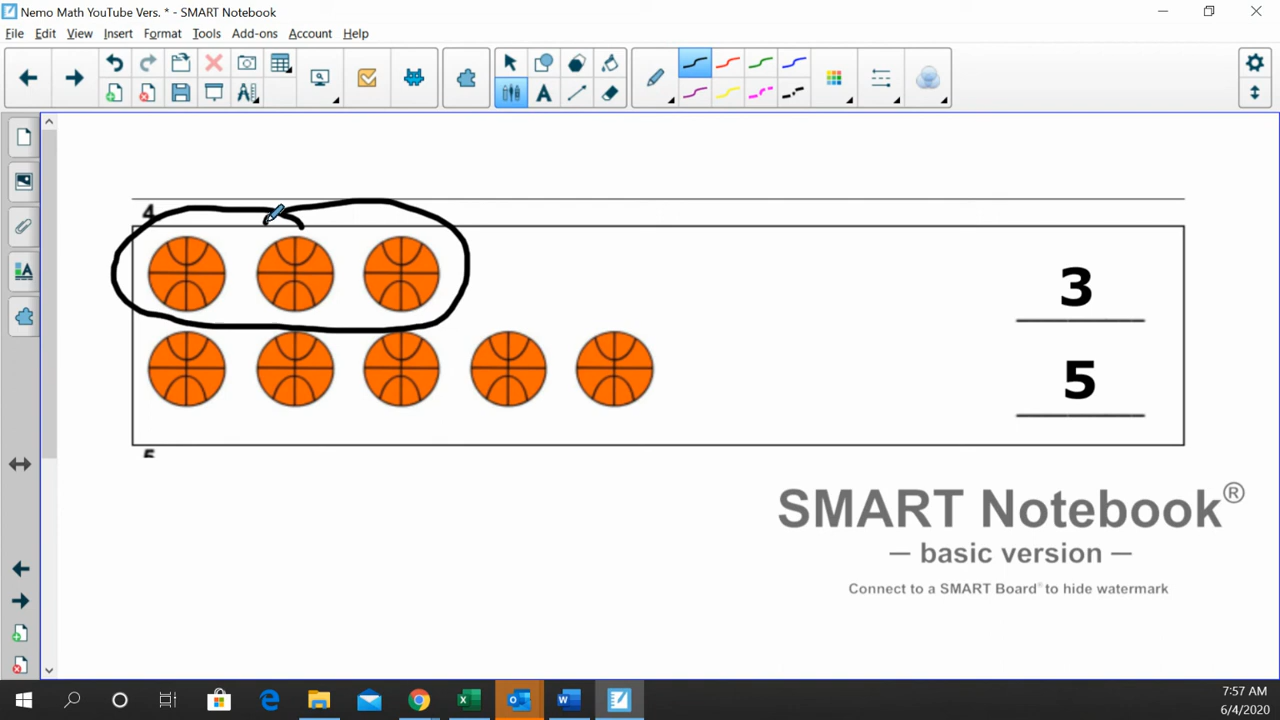 Nemo Math YouTube Vers. * - SMART Notebook
File Edit View Insert Format Tools Add-ons Account Help
4
3
5
5
SMART Notebook®
— basic version —
Connect to a SMART Board® to hide watermark
7:57 AM
6/4/2020